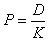 P = D/K